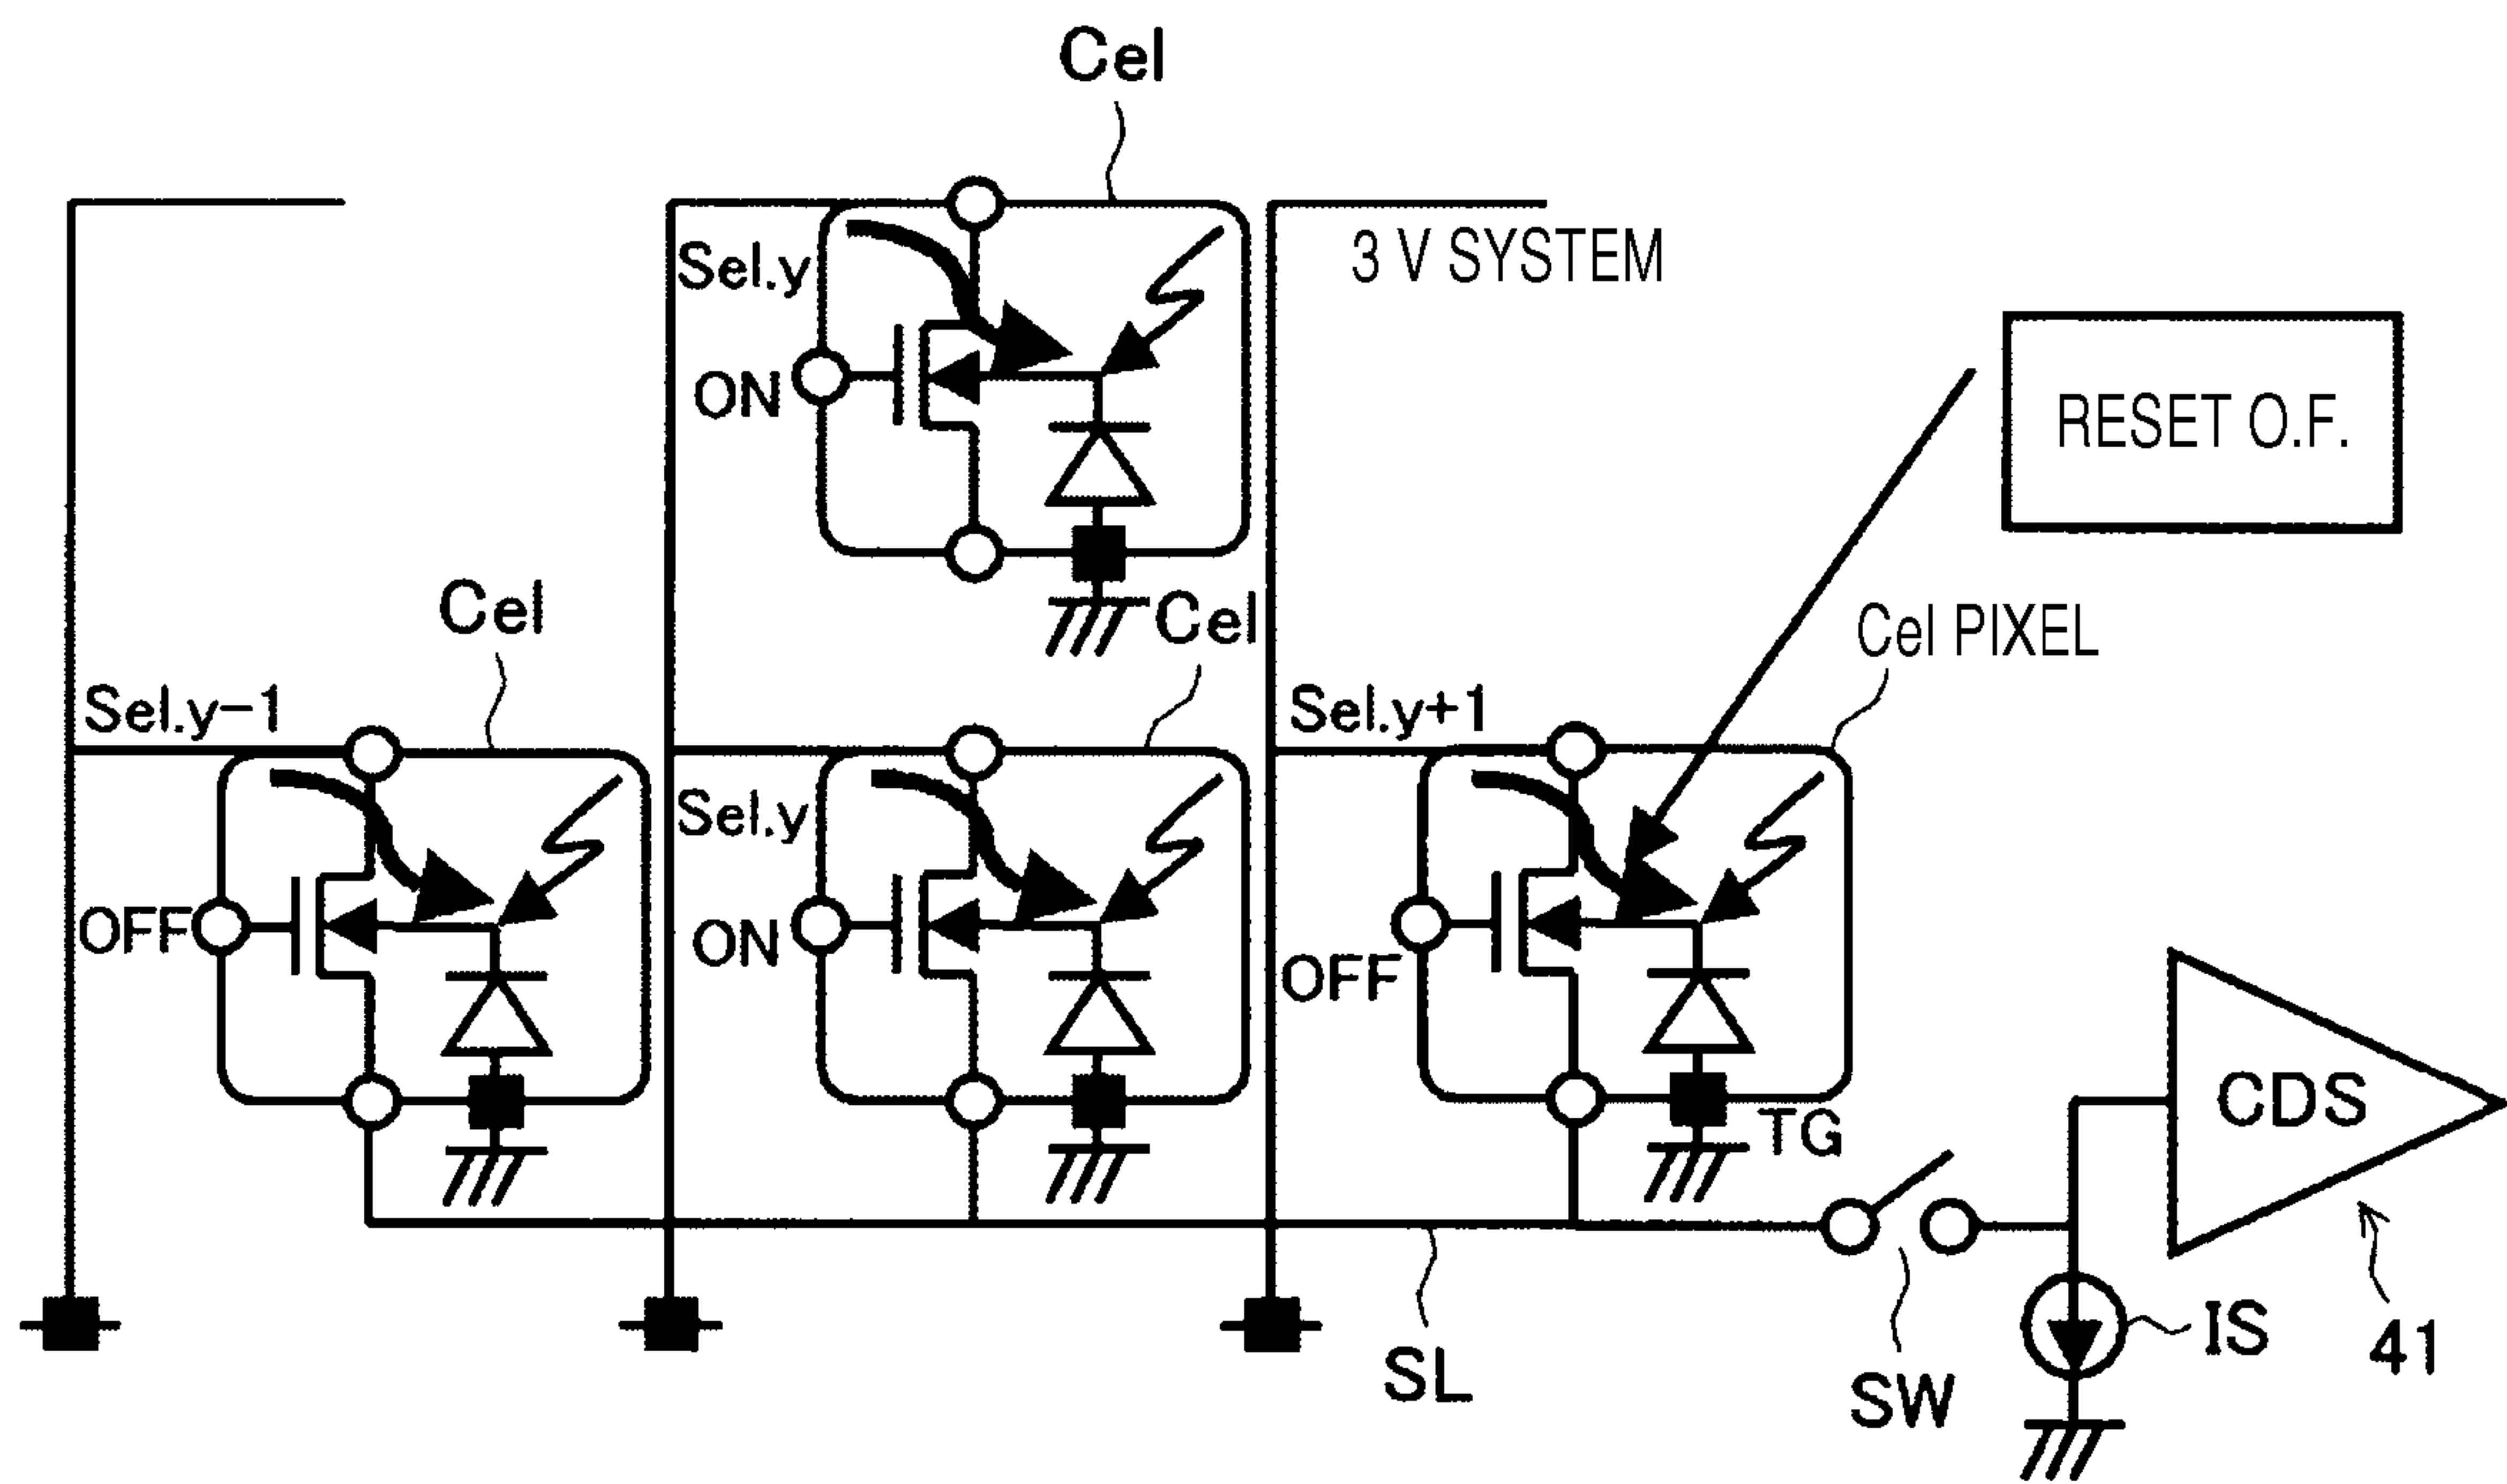 Cel
Sel.y
3 V SYSTEM
ON
RESET O.F.
Cel
Cel
Cel PIXEL
Sel.y-1
Sel.y+1
Sel.y
OFF
ON
OFF
CDS
TG
SL
SW
IS
41